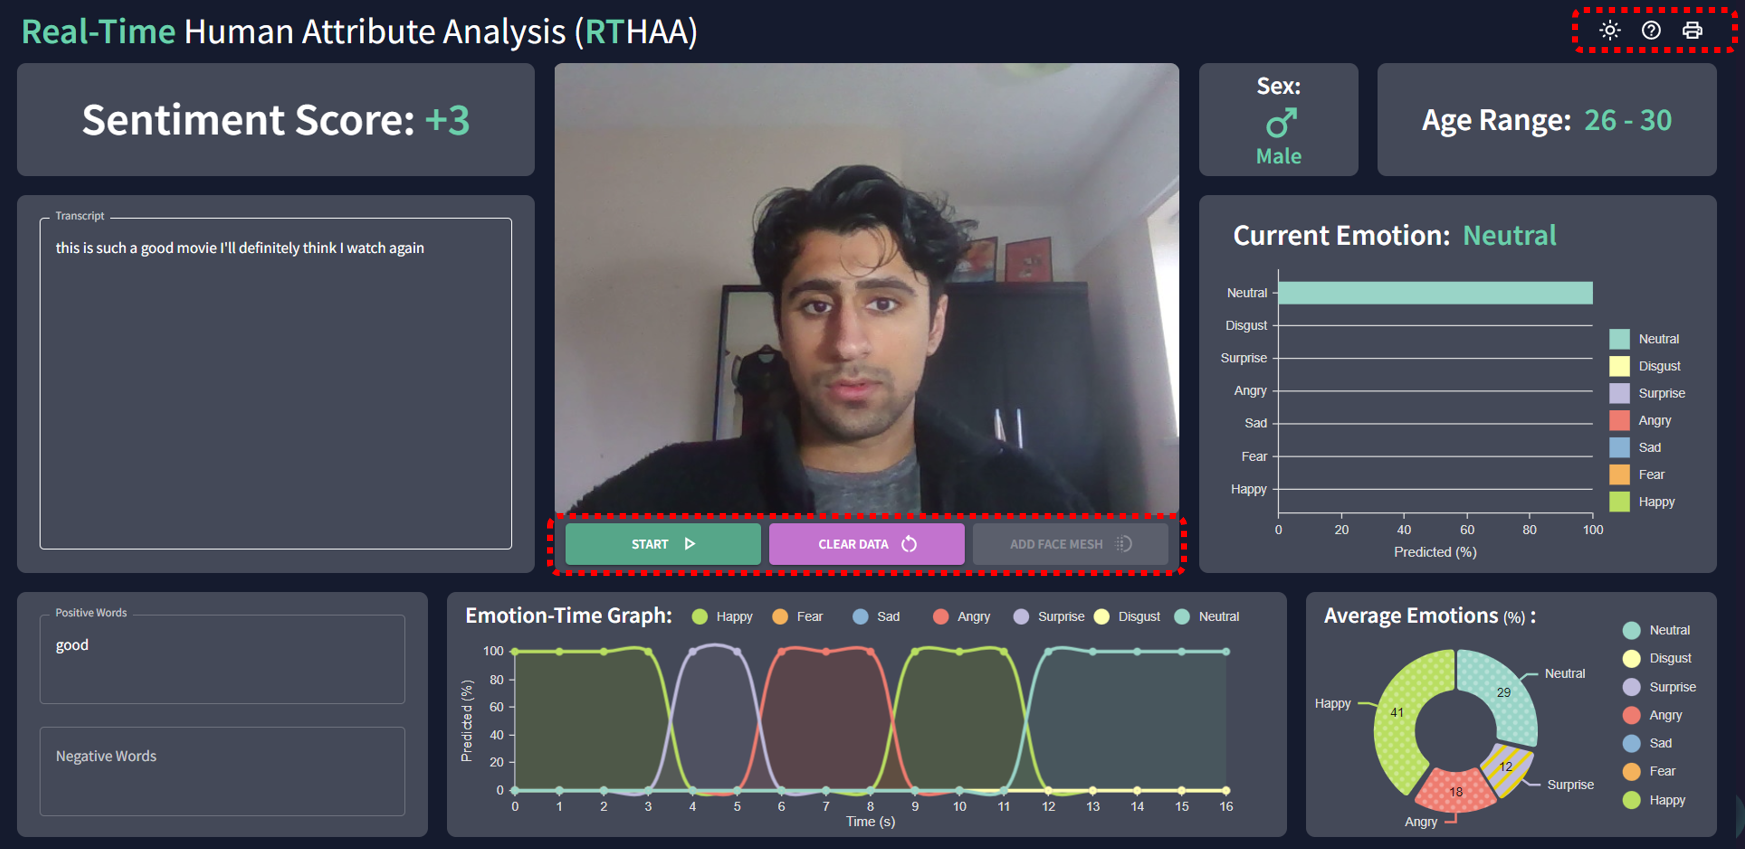 Real-Time Human Attribute Analysis (RTHAA)
Sentiment Score: +3
Sex:
Male
Age Range: 26 - 30
Transcript
this is such a good movie I'll definitely think I watch again
START
CLEAR DATA
ADD FACE MESH
Current Emotion: Neutral
Neutral
Disgust
Surprise
Angry
Sad
Fear
Happy
0 20 40 60 80 100
Predicted (%)
Neutral
Disgust
Surprise
Angry
Sad
Fear
Happy
Positive Words
good
Negative Words
Emotion-Time Graph: Happy Fear Sad Angry Surprise Disgust Neutral
100
80
60
40
20
0
Predicted (%)
0 1 2 3 4 5 6 7 8 9 10 11 12 13 14 15 16
Time (s)
Average Emotions (%) :
Neutral
29
Surprise
12
Angry
18
Happy
41
Neutral
Disgust
Surprise
Angry
Sad
Fear
Happy